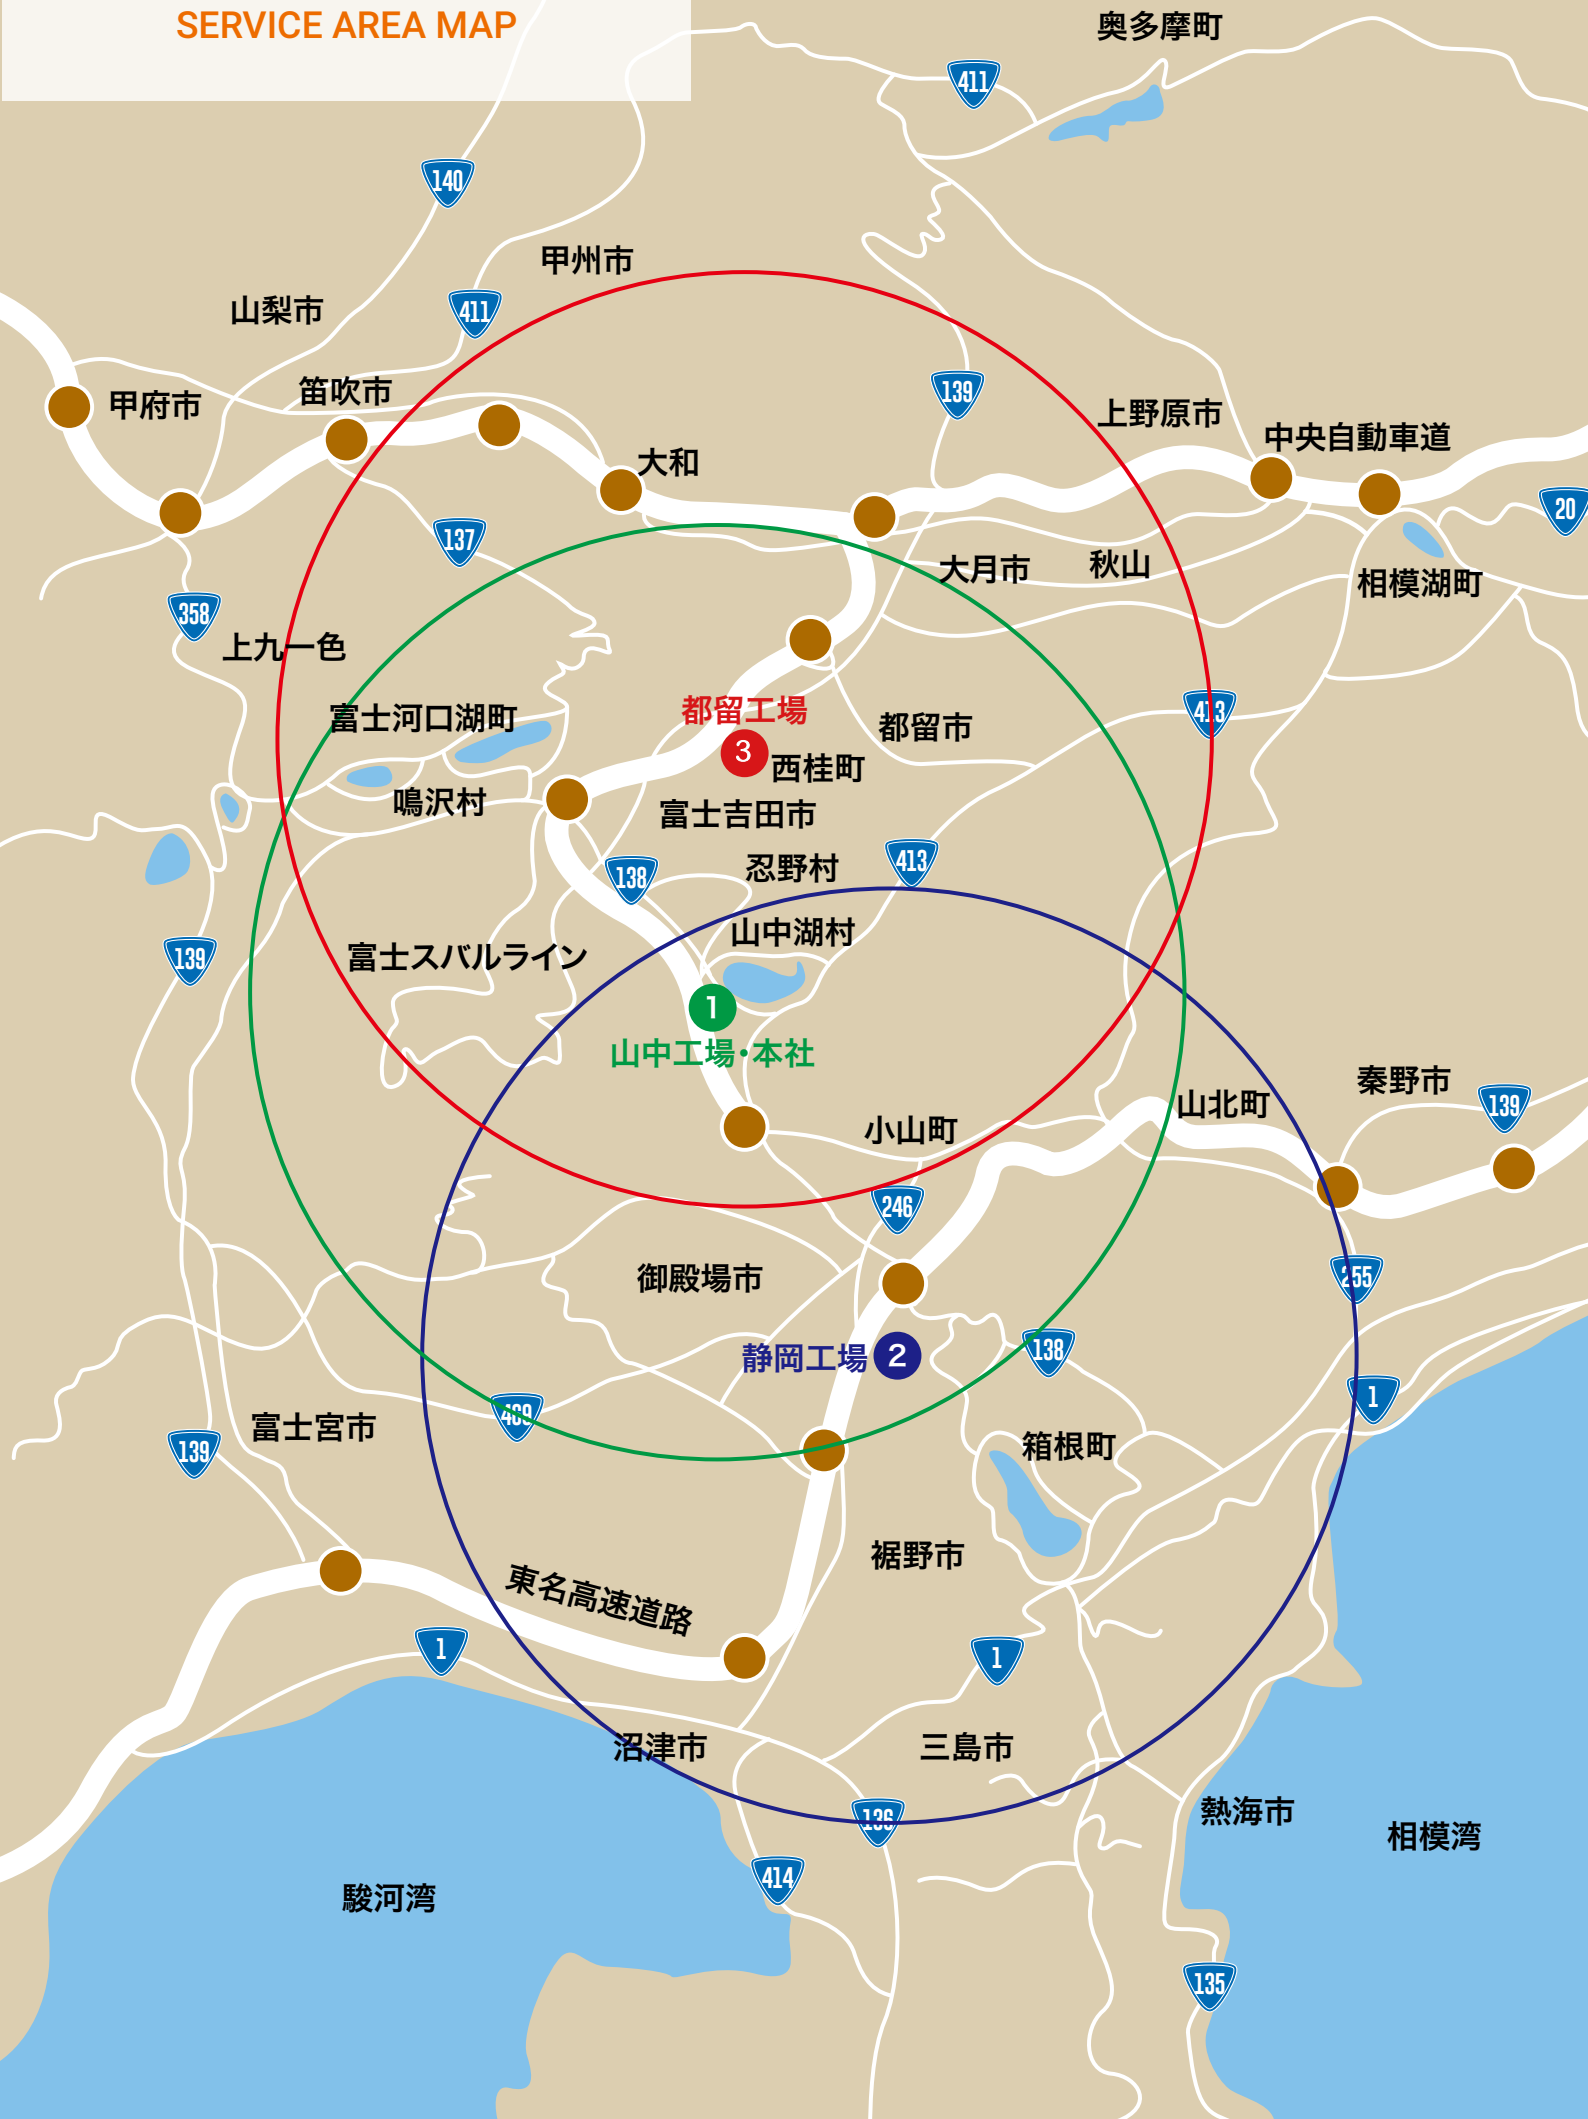 SERVICE AREA MAP
奥多摩町
411
140
甲州市
山梨市
411
笛吹市
139
甲府市
上野原市
中央自動車道
大和
20
137
大月市
秋山
相模湖町
358
上九一色
都留工場
413
富士河口湖町
都留市
3
西桂町
鳴沢村
富士吉田市
忍野村
413
138
山中湖村
富士スバルライン
139
1
山中工場・本社
秦野市
山北町
139
小山町
246
御殿場市
255
静岡工場
2
138
1
469
富士宮市
139
箱根町
裾野市
東名高速道路
1
1
沼津市
三島市
熱海市
136
相模湾
414
駿河湾
135